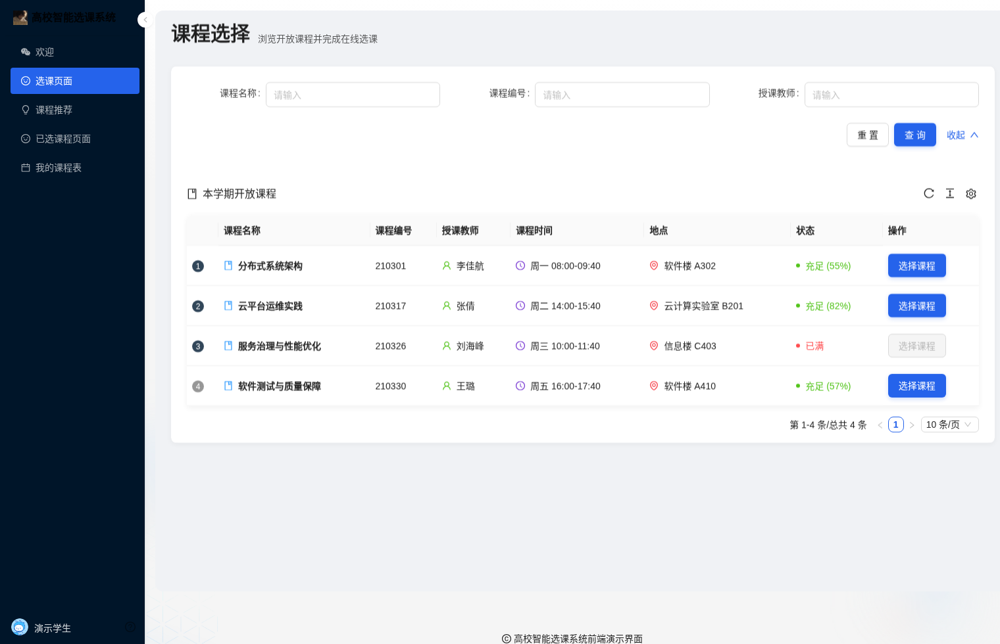 高校智能选课系统
欢迎
选课页面
课程推荐
已选课程页面
我的课程表
演示学生
课程选择 浏览开放课程并完成在线选课
课程名称: 请输入 课程编号: 请输入 授课教师: 请输入
重 置 查 询 收起
本学期开放课程
课程名称 课程编号 授课教师 课程时间 地点 状态 操作
1 分布式系统架构 210301 李佳航 周一 08:00-09:40 软件楼 A302 充足 (55%) 选择课程
2 云平台运维实践 210317 张倩 周二 14:00-15:40 云计算实验室 B201 充足 (82%) 选择课程
3 服务治理与性能优化 210326 刘海峰 周三 10:00-11:40 信息楼 C403 已满 选择课程
4 软件测试与质量保障 210330 王璐 周五 16:00-17:40 软件楼 A410 充足 (57%) 选择课程
第 1-4 条/总共 4 条 1 10 条/页
© 高校智能选课系统前端演示界面